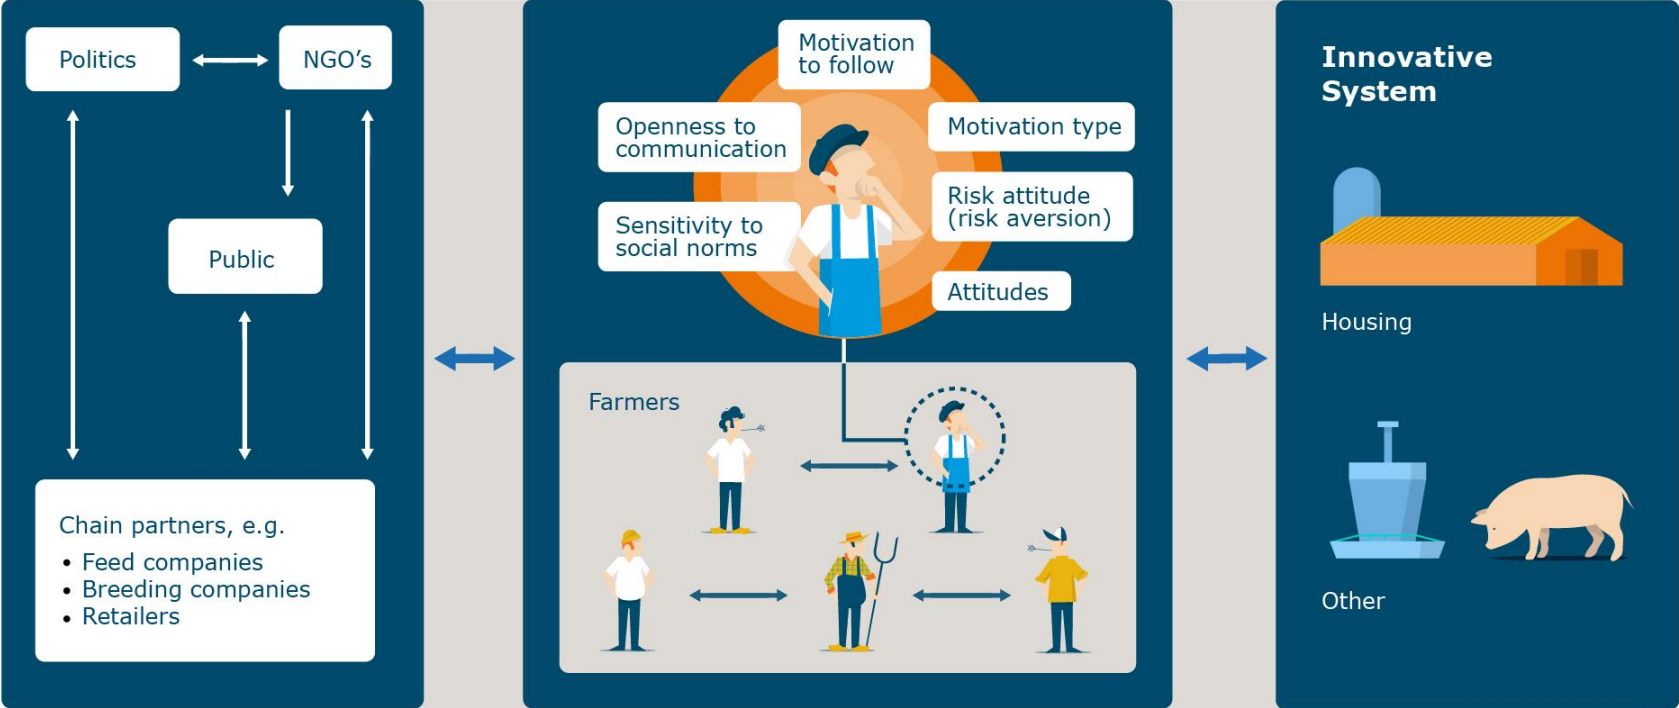 Politics
NGO's
Public
Chain partners, e.g.
• Feed companies
• Breeding companies
• Retailers
Motivation
to follow
Openness to
communication
Motivation type
Sensitivity to
social norms
Risk attitude
(risk aversion)
Attitudes
Farmers
Innovative
System
Housing
Other